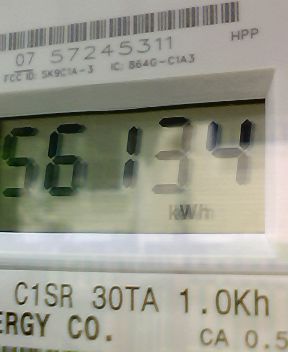 07 57245311
HPP
FCC ID: SK9C1A-3 IC: 864G-C1A3
56134
kWh
C1SR 30TA 1.0Kh
ERGY CO.
CA 0.5